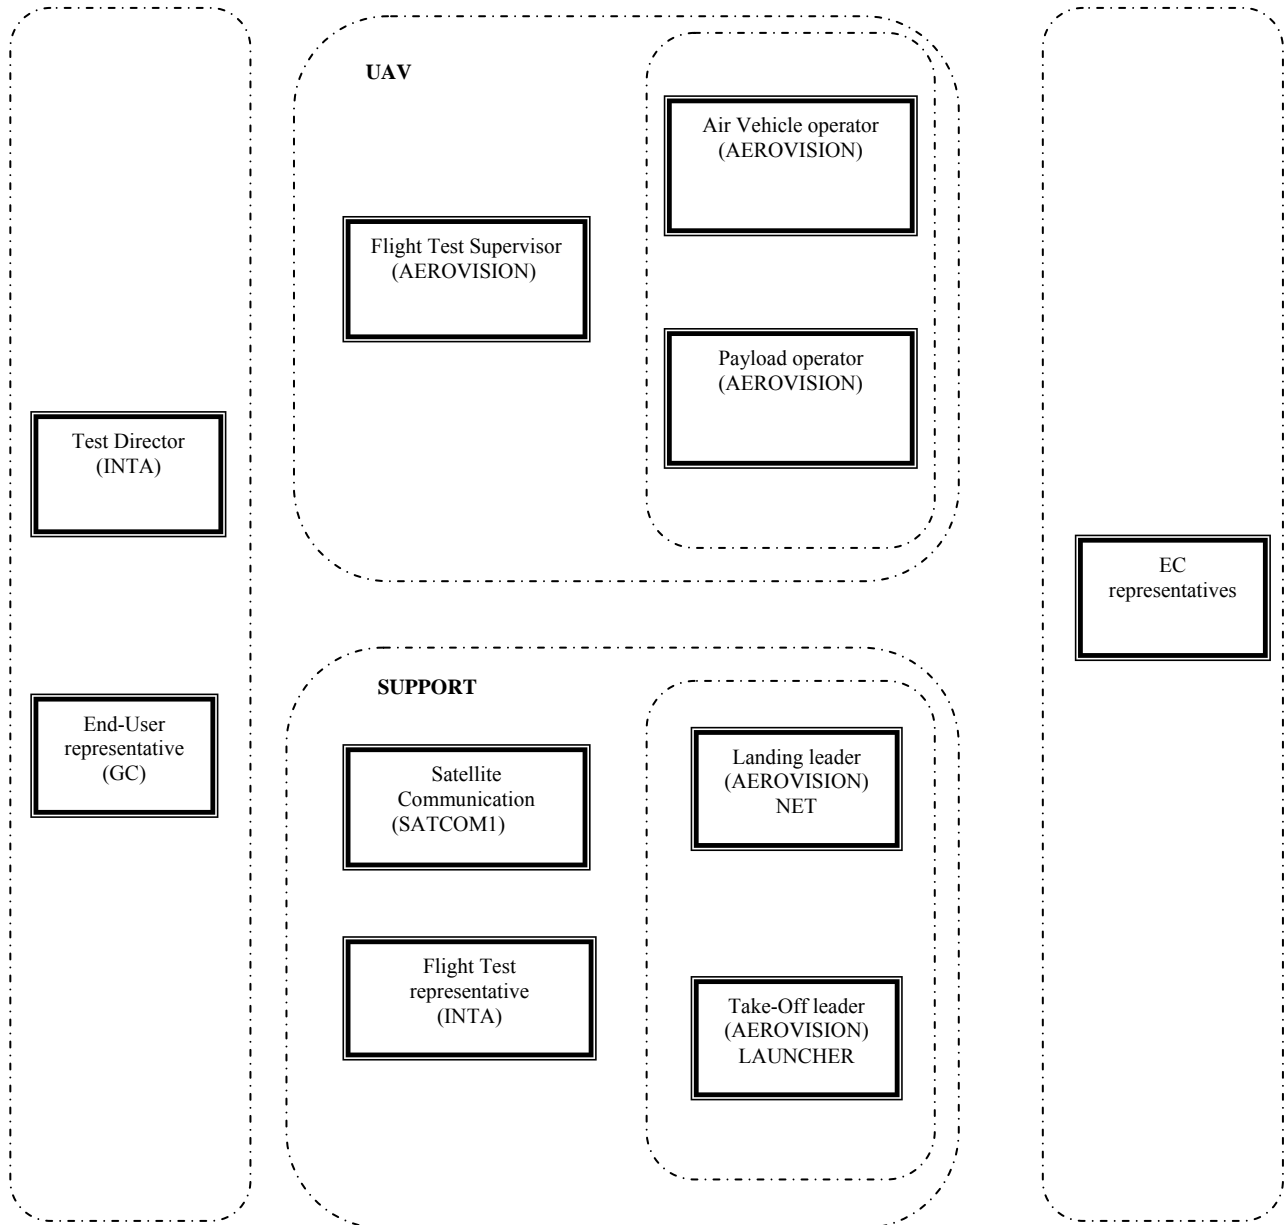 UAV
Air Vehicle operator
(AEROVISION)
Flight Test Supervisor
(AEROVISION)
Payload operator
(AEROVISION)
Test Director
(INTA)
EC
representatives
SUPPORT
End-User
representative
(GC)
Satellite
Communication
(SATCOM1)
Landing leader
(AEROVISION)
NET
Flight Test
representative
(INTA)
Take-Off leader
(AEROVISION)
LAUNCHER